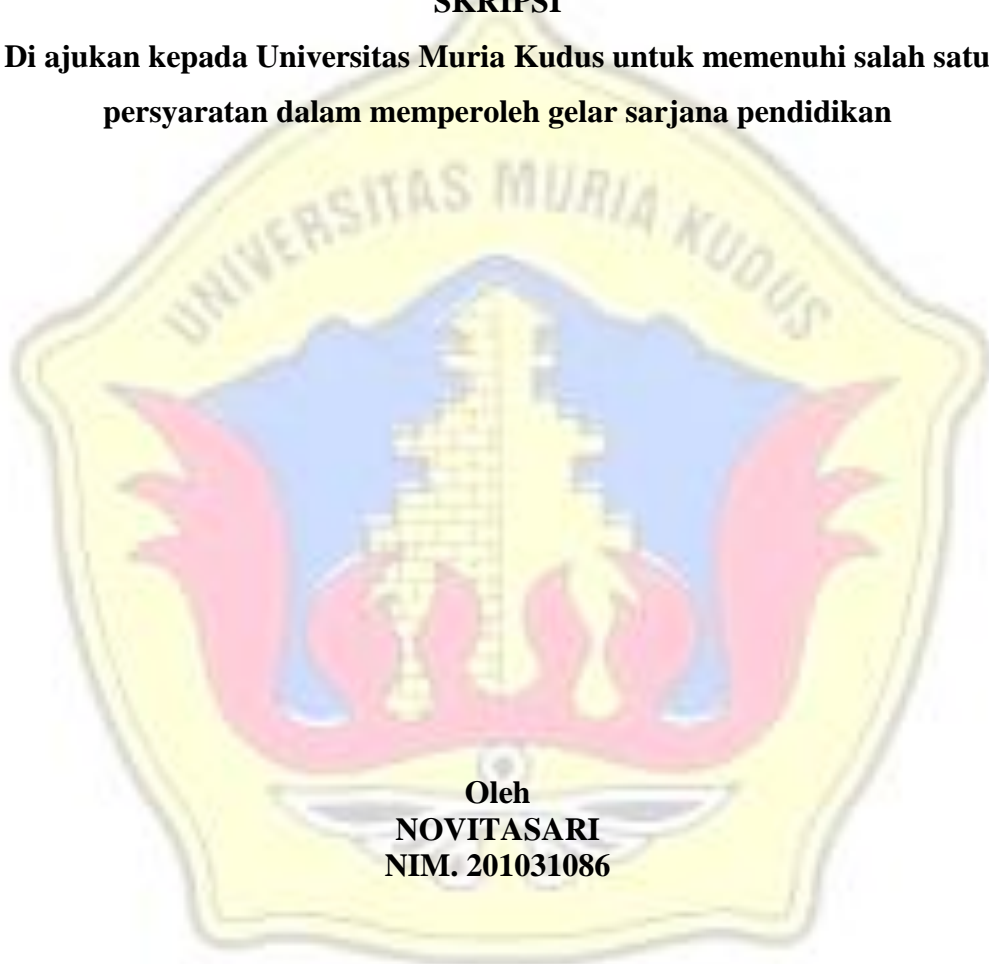 SKRIPSI
Di ajukan kepada Universitas Muria Kudus untuk memenuhi salah satu
persyaratan dalam memperoleh gelar sarjana pendidikan
UNIVERSITAS MURIA KUDUS
Oleh
NOVITASARI
NIM. 201031086